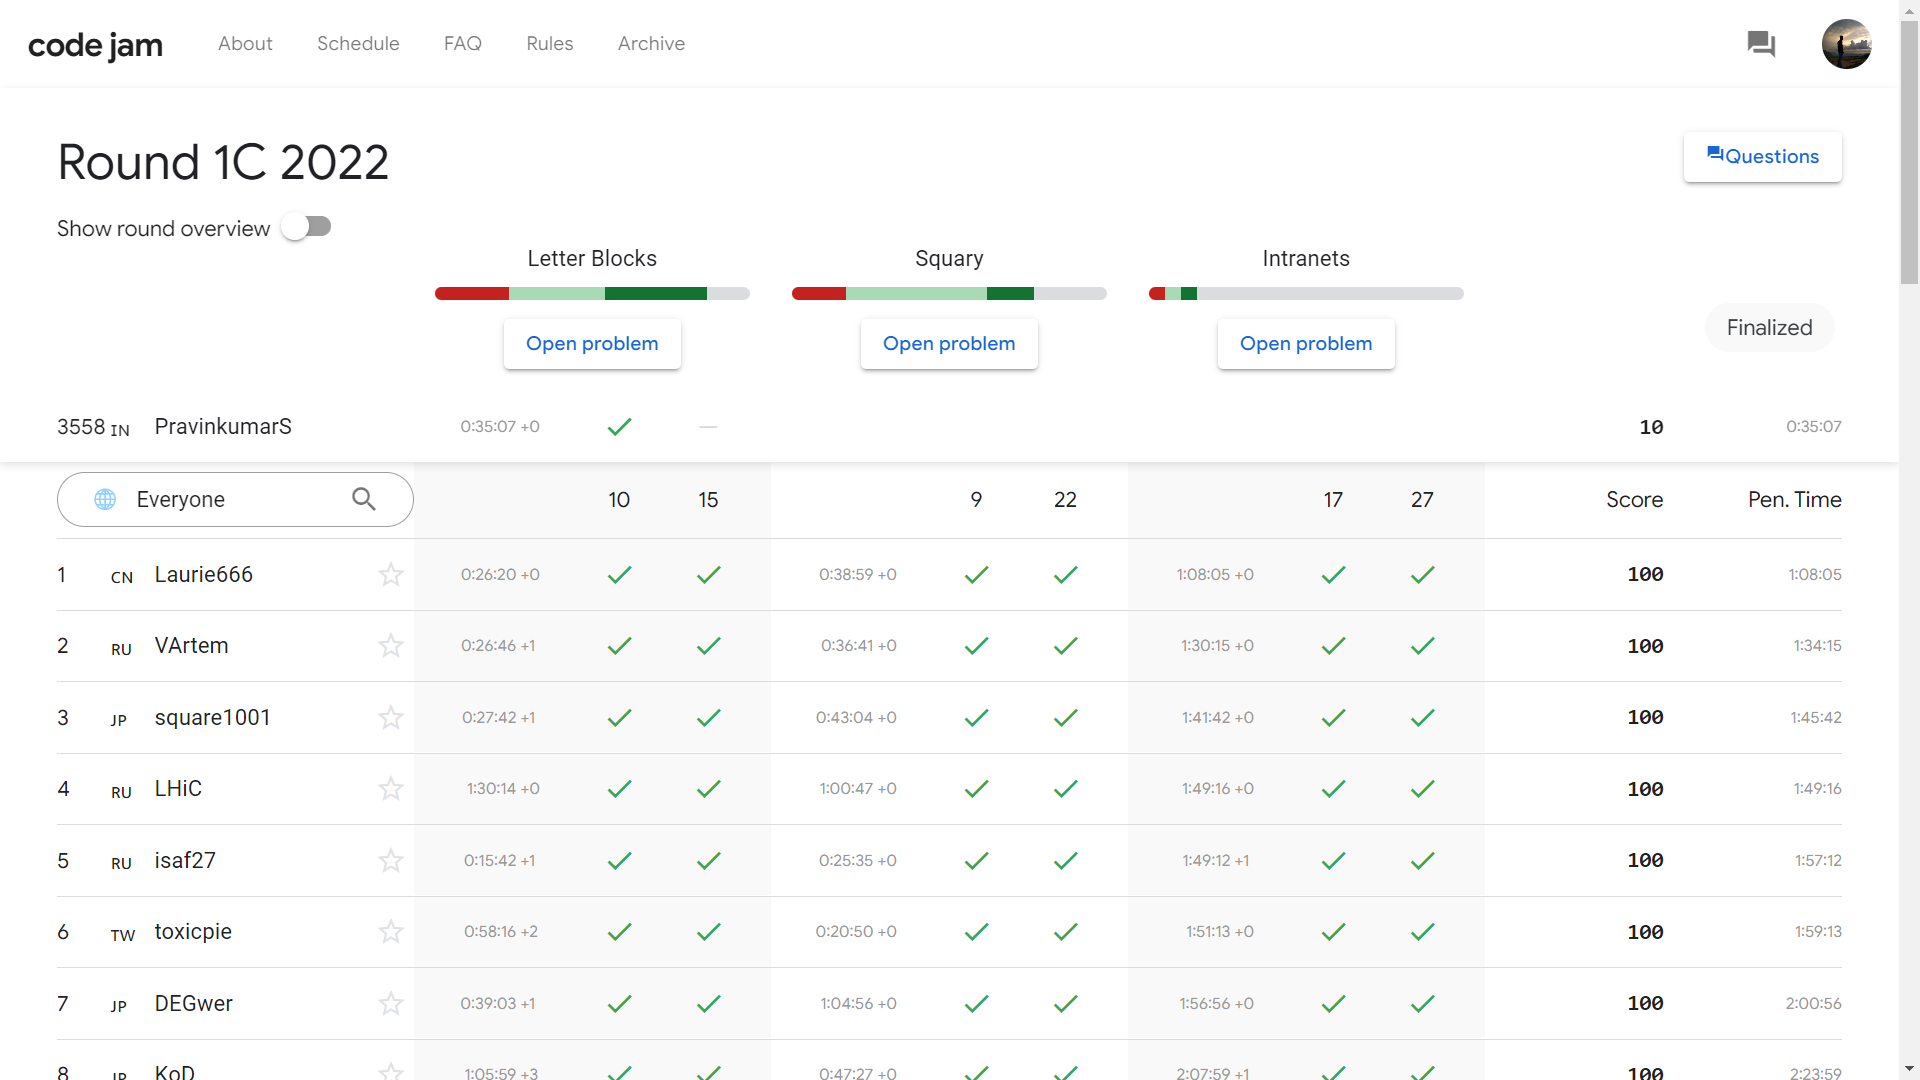 code jam About Schedule FAQ Rules Archive
Round 1C 2022
Questions
Show round overview
Letter Blocks Squary Intranets
Open problem Open problem Open problem
Finalized
3558 IN PravinkumarS 0:35:07 +0 — 10 0:35:07
Everyone 10 15 9 22 17 27 Score Pen. Time
1 CN Laurie666 0:26:20 +0 0:38:59 +0 1:08:05 +0 100 1:08:05
2 RU VArtem 0:26:46 +1 0:36:41 +0 1:30:15 +0 100 1:34:15
3 JP square1001 0:27:42 +1 0:43:04 +0 1:41:42 +0 100 1:45:42
4 RU LHiC 1:30:14 +0 1:00:47 +0 1:49:16 +0 100 1:49:16
5 RU isaf27 0:15:42 +1 0:25:35 +0 1:49:12 +1 100 1:57:12
6 TW toxicpie 0:58:16 +2 0:20:50 +0 1:51:13 +0 100 1:59:13
7 JP DEGwer 0:39:03 +1 1:04:56 +0 1:56:56 +0 100 2:00:56
8 JP KoD 1:05:59 +3 0:47:27 +0 2:07:59 +1 100 2:23:59